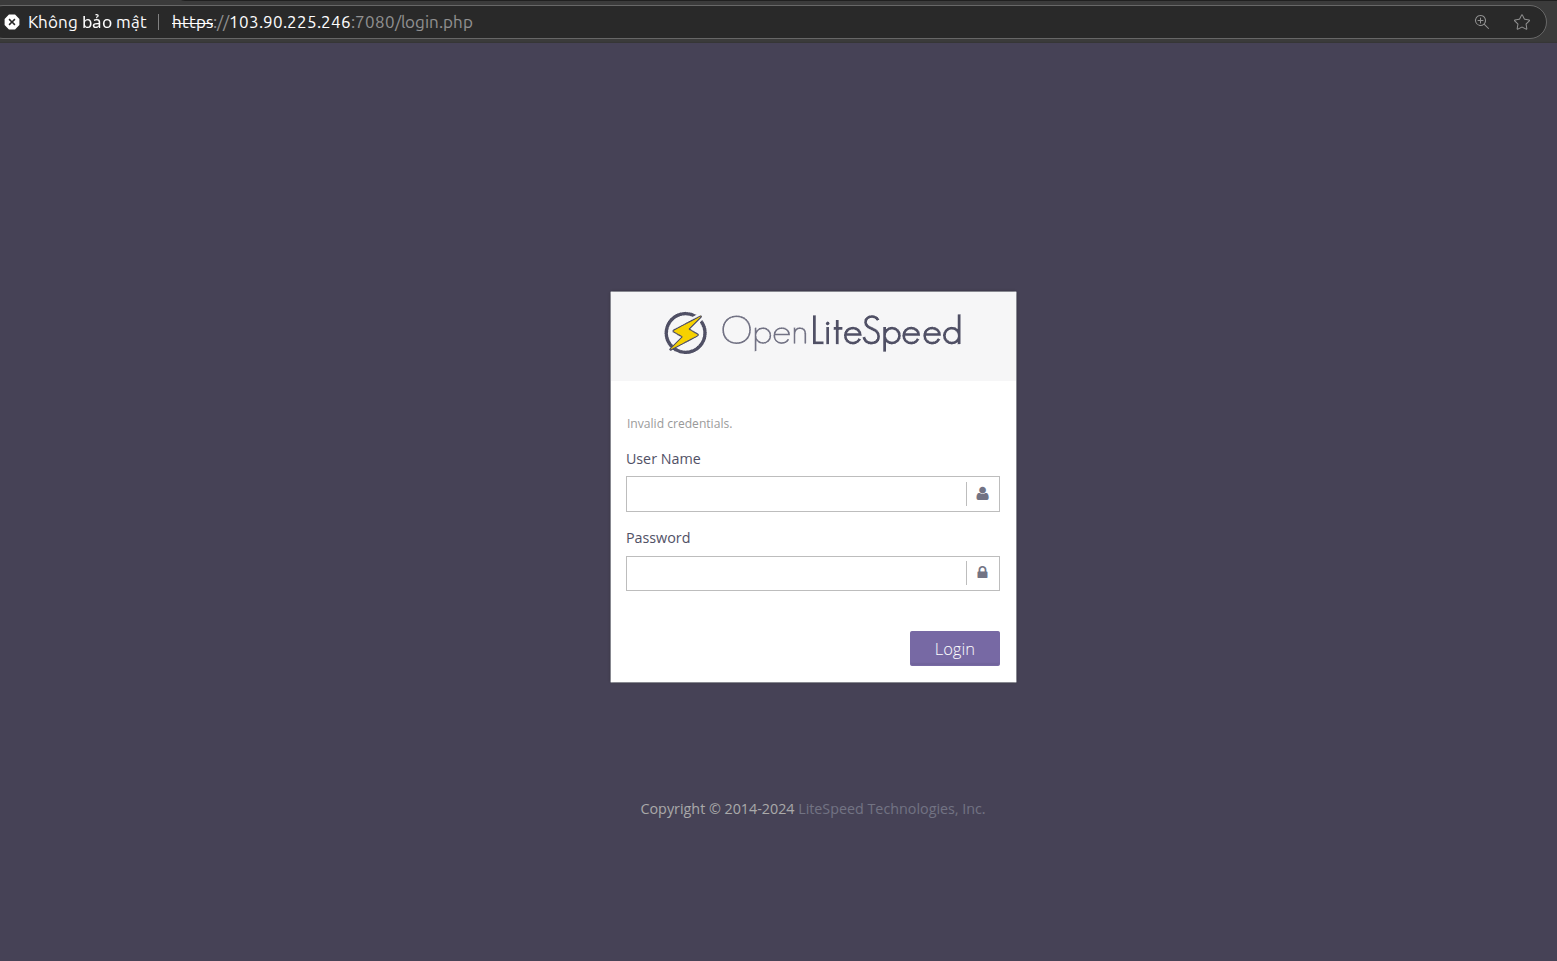 Không bảo mật https://103.90.225.246:7080/login.php
OpenLiteSpeed
Invalid credentials.
User Name
Password
Login
Copyright © 2014-2024 LiteSpeed Technologies, Inc.